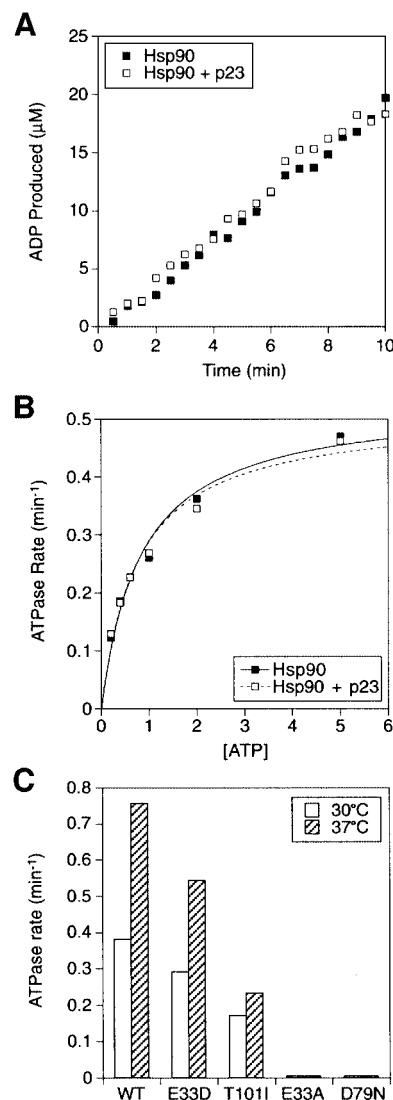 A
Hsp90
Hsp90 + p23
ADP Produced (μM)
25
20
15
10
5
0
0 2 4 6 8 10
Time (min)
B
ATPase Rate (min-1)
0.5
0.4
0.3
0.2
0.1
0
Hsp90
Hsp90 + p23
0 1 2 3 4 5 6
[ATP]
C
30°C
37°C
ATPase rate (min-1)
0.8
0.7
0.6
0.5
0.4
0.3
0.2
0.1
0
WT E33D T101I E33A D79N